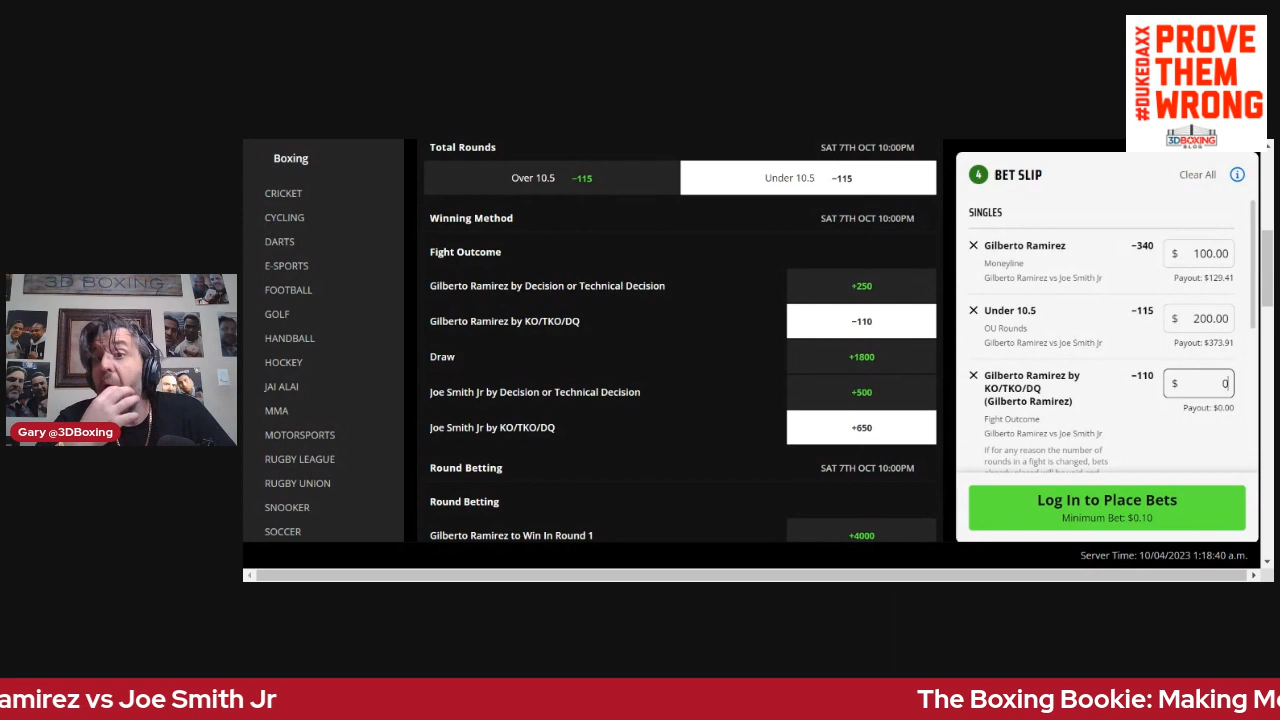 #DUKEDAXX
PROVE
THEM
WRONG
3DBOXING
BLOG
Boxing
CRICKET
CYCLING
DARTS
E-SPORTS
FOOTBALL
GOLF
HANDBALL
HOCKEY
JAI ALAI
MMA
MOTORSPORTS
RUGBY LEAGUE
RUGBY UNION
SNOOKER
SOCCER
Total Rounds SAT 7TH OCT 10:00PM
Over 10.5 −115 Under 10.5 −115
Winning Method SAT 7TH OCT 10:00PM
Fight Outcome
Gilberto Ramirez by Decision or Technical Decision +250
Gilberto Ramirez by KO/TKO/DQ −110
Draw +1800
Joe Smith Jr by Decision or Technical Decision +500
Joe Smith Jr by KO/TKO/DQ +650
Round Betting SAT 7TH OCT 10:00PM
Round Betting
Gilberto Ramirez to Win In Round 1 +4000
4 BET SLIP Clear All
SINGLES
Gilberto Ramirez −340 $ 100.00
Moneyline
Gilberto Ramirez vs Joe Smith Jr Payout: $129.41
Under 10.5 −115 $ 200.00
OU Rounds
Gilberto Ramirez vs Joe Smith Jr Payout: $373.91
Gilberto Ramirez by −110 $ 0
KO/TKO/DQ
(Gilberto Ramirez)
Payout: $0.00
Fight Outcome
Gilberto Ramirez vs Joe Smith Jr
If for any reason the number of
rounds in a fight is changed, bets
Log In to Place Bets
Minimum Bet: $0.10
Server Time: 10/04/2023 1:18:40 a.m.
3D BOXING
Gary @3DBoxing
amirez vs Joe Smith Jr
The Boxing Bookie: Making M